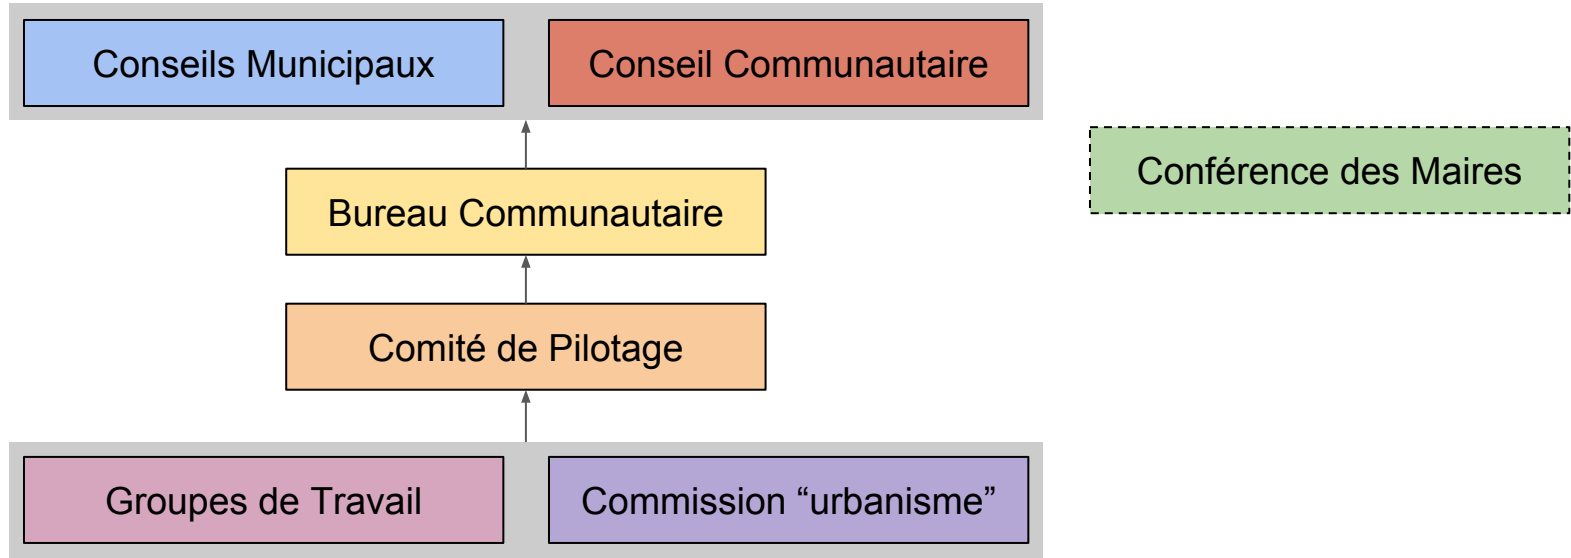 Conseils Municipaux
Conseil Communautaire
Conférence des Maires
Bureau Communautaire
Comité de Pilotage
Groupes de Travail
Commission “urbanisme”